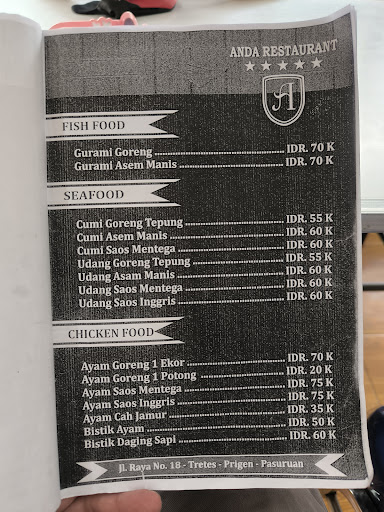 ANDA RESTAURANT
A
FISH FOOD
Gurami Goreng ........ IDR. 70 K
Gurami Asem Manis ........ IDR. 70 K
SEAFOOD
Cumi Goreng Tepung ........ IDR. 55 K
Cumi Asem Manis ........ IDR. 60 K
Cumi Saos Mentega ........ IDR. 60 K
Udang Goreng Tepung ........ IDR. 55 K
Udang Asam Manis ........ IDR. 60 K
Udang Saos Mentega ........ IDR. 60 K
Udang Saos Inggris ........ IDR. 60 K
CHICKEN FOOD
Ayam Goreng 1 Ekor ........ IDR. 70 K
Ayam Goreng 1 Potong ........ IDR. 20 K
Ayam Saos Mentega ........ IDR. 75 K
Ayam Saos Inggris ........ IDR. 75 K
Ayam Cah Jamur ........ IDR. 35 K
Bistik Ayam ........ IDR. 50 K
Bistik Daging Sapi ........ IDR. 60 K
Jl. Raya No. 18 - Tretes - Prigen - Pasuruan